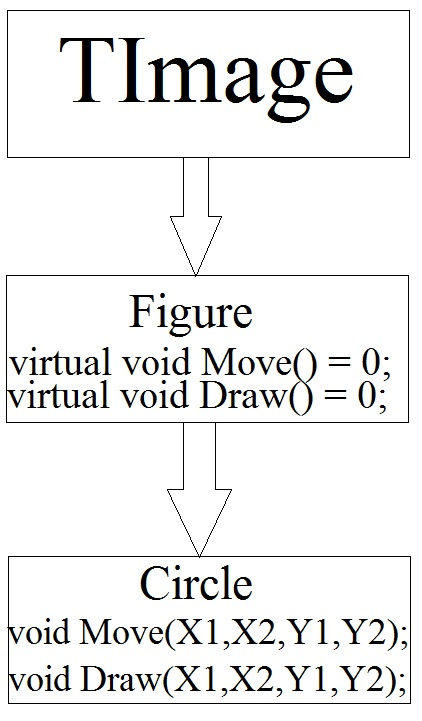 TImage
Figure
virtual void Move() = 0;
virtual void Draw() = 0;
Circle
void Move(X1,X2,Y1,Y2);
void Draw(X1,X2,Y1,Y2);